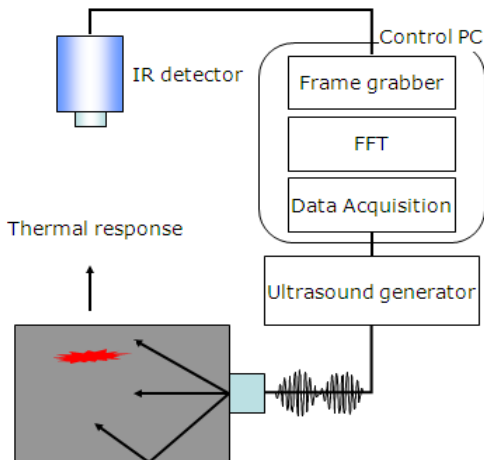 Control PC
IR detector
Frame grabber
FFT
Data Acquisition
Thermal response
Ultrasound generator